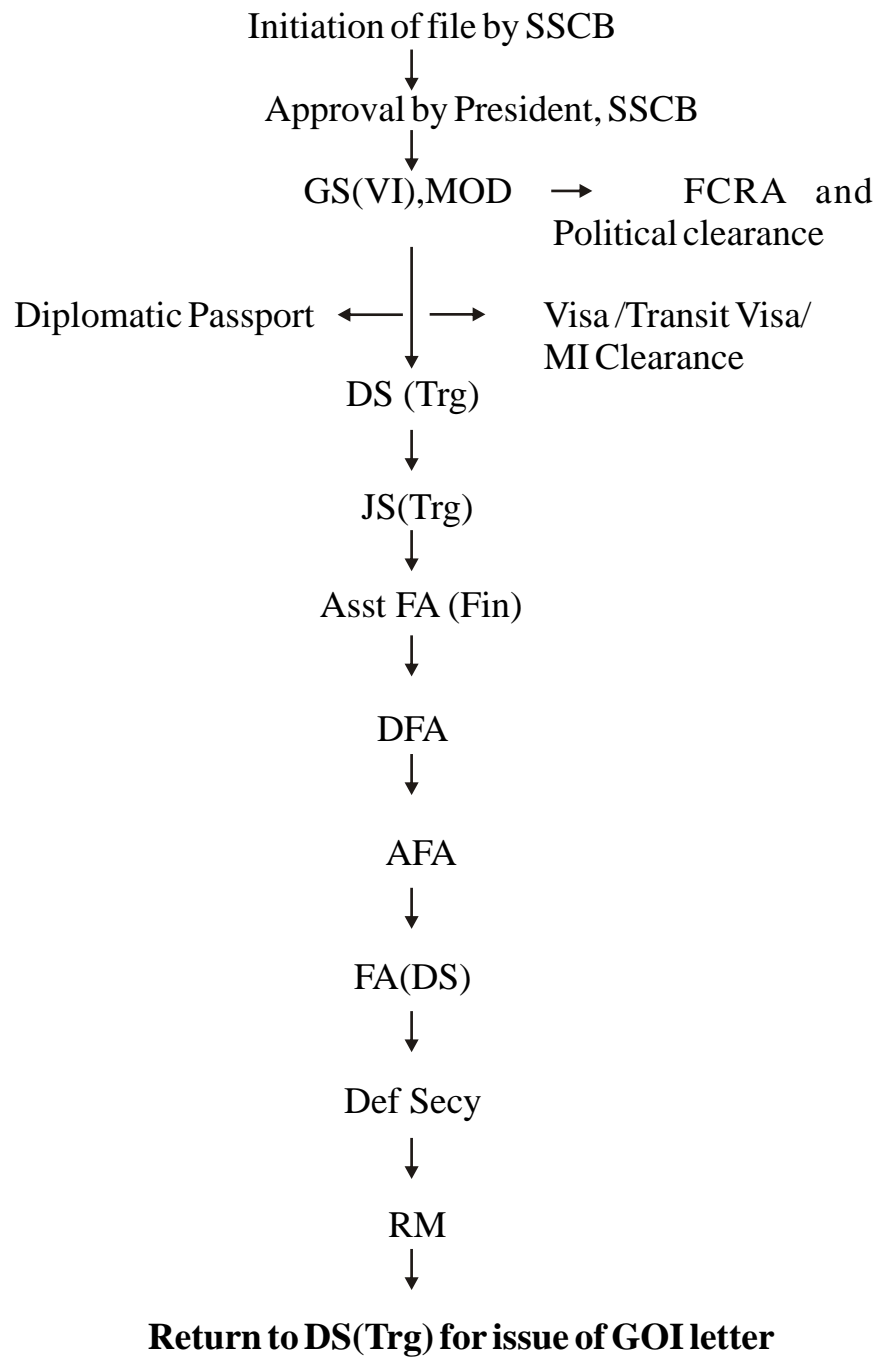 Initiation of file by SSCB
Approval by President, SSCB
GS(VI),MOD → FCRA and
Political clearance
Diplomatic Passport
Visa /Transit Visa/
MI Clearance
DS (Trg)
JS(Trg)
Asst FA (Fin)
DFA
AFA
FA(DS)
Def Secy
RM
Return to DS(Trg) for issue of GOI letter